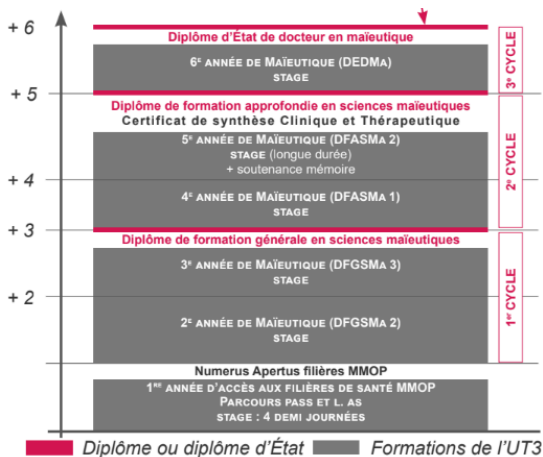 + 6
Diplôme d'État de docteur en maïeutique
6e ANNÉE DE MAÏEUTIQUE (DEDMA)
STAGE
3e CYCLE
+ 5
Diplôme de formation approfondie en sciences maïeutiques
Certificat de synthèse Clinique et Thérapeutique
5e ANNÉE DE MAÏEUTIQUE (DFASMA 2)
STAGE (longue durée)
+ soutenance mémoire
2e CYCLE
+ 4
4e ANNÉE DE MAÏEUTIQUE (DFASMA 1)
STAGE
+ 3
Diplôme de formation générale en sciences maïeutiques
3e ANNÉE DE MAÏEUTIQUE (DFGSMA 3)
STAGE
+ 2
1er CYCLE
2e ANNÉE DE MAÏEUTIQUE (DFGSMA 2)
STAGE
Numerus Apertus filières MMOP
1RE ANNÉE D'ACCÈS AUX FILIÈRES DE SANTÉ MMOP
PARCOURS PASS ET L. AS
STAGE : 4 DEMI JOURNÉES
Diplôme ou diplôme d'État
Formations de l'UT3